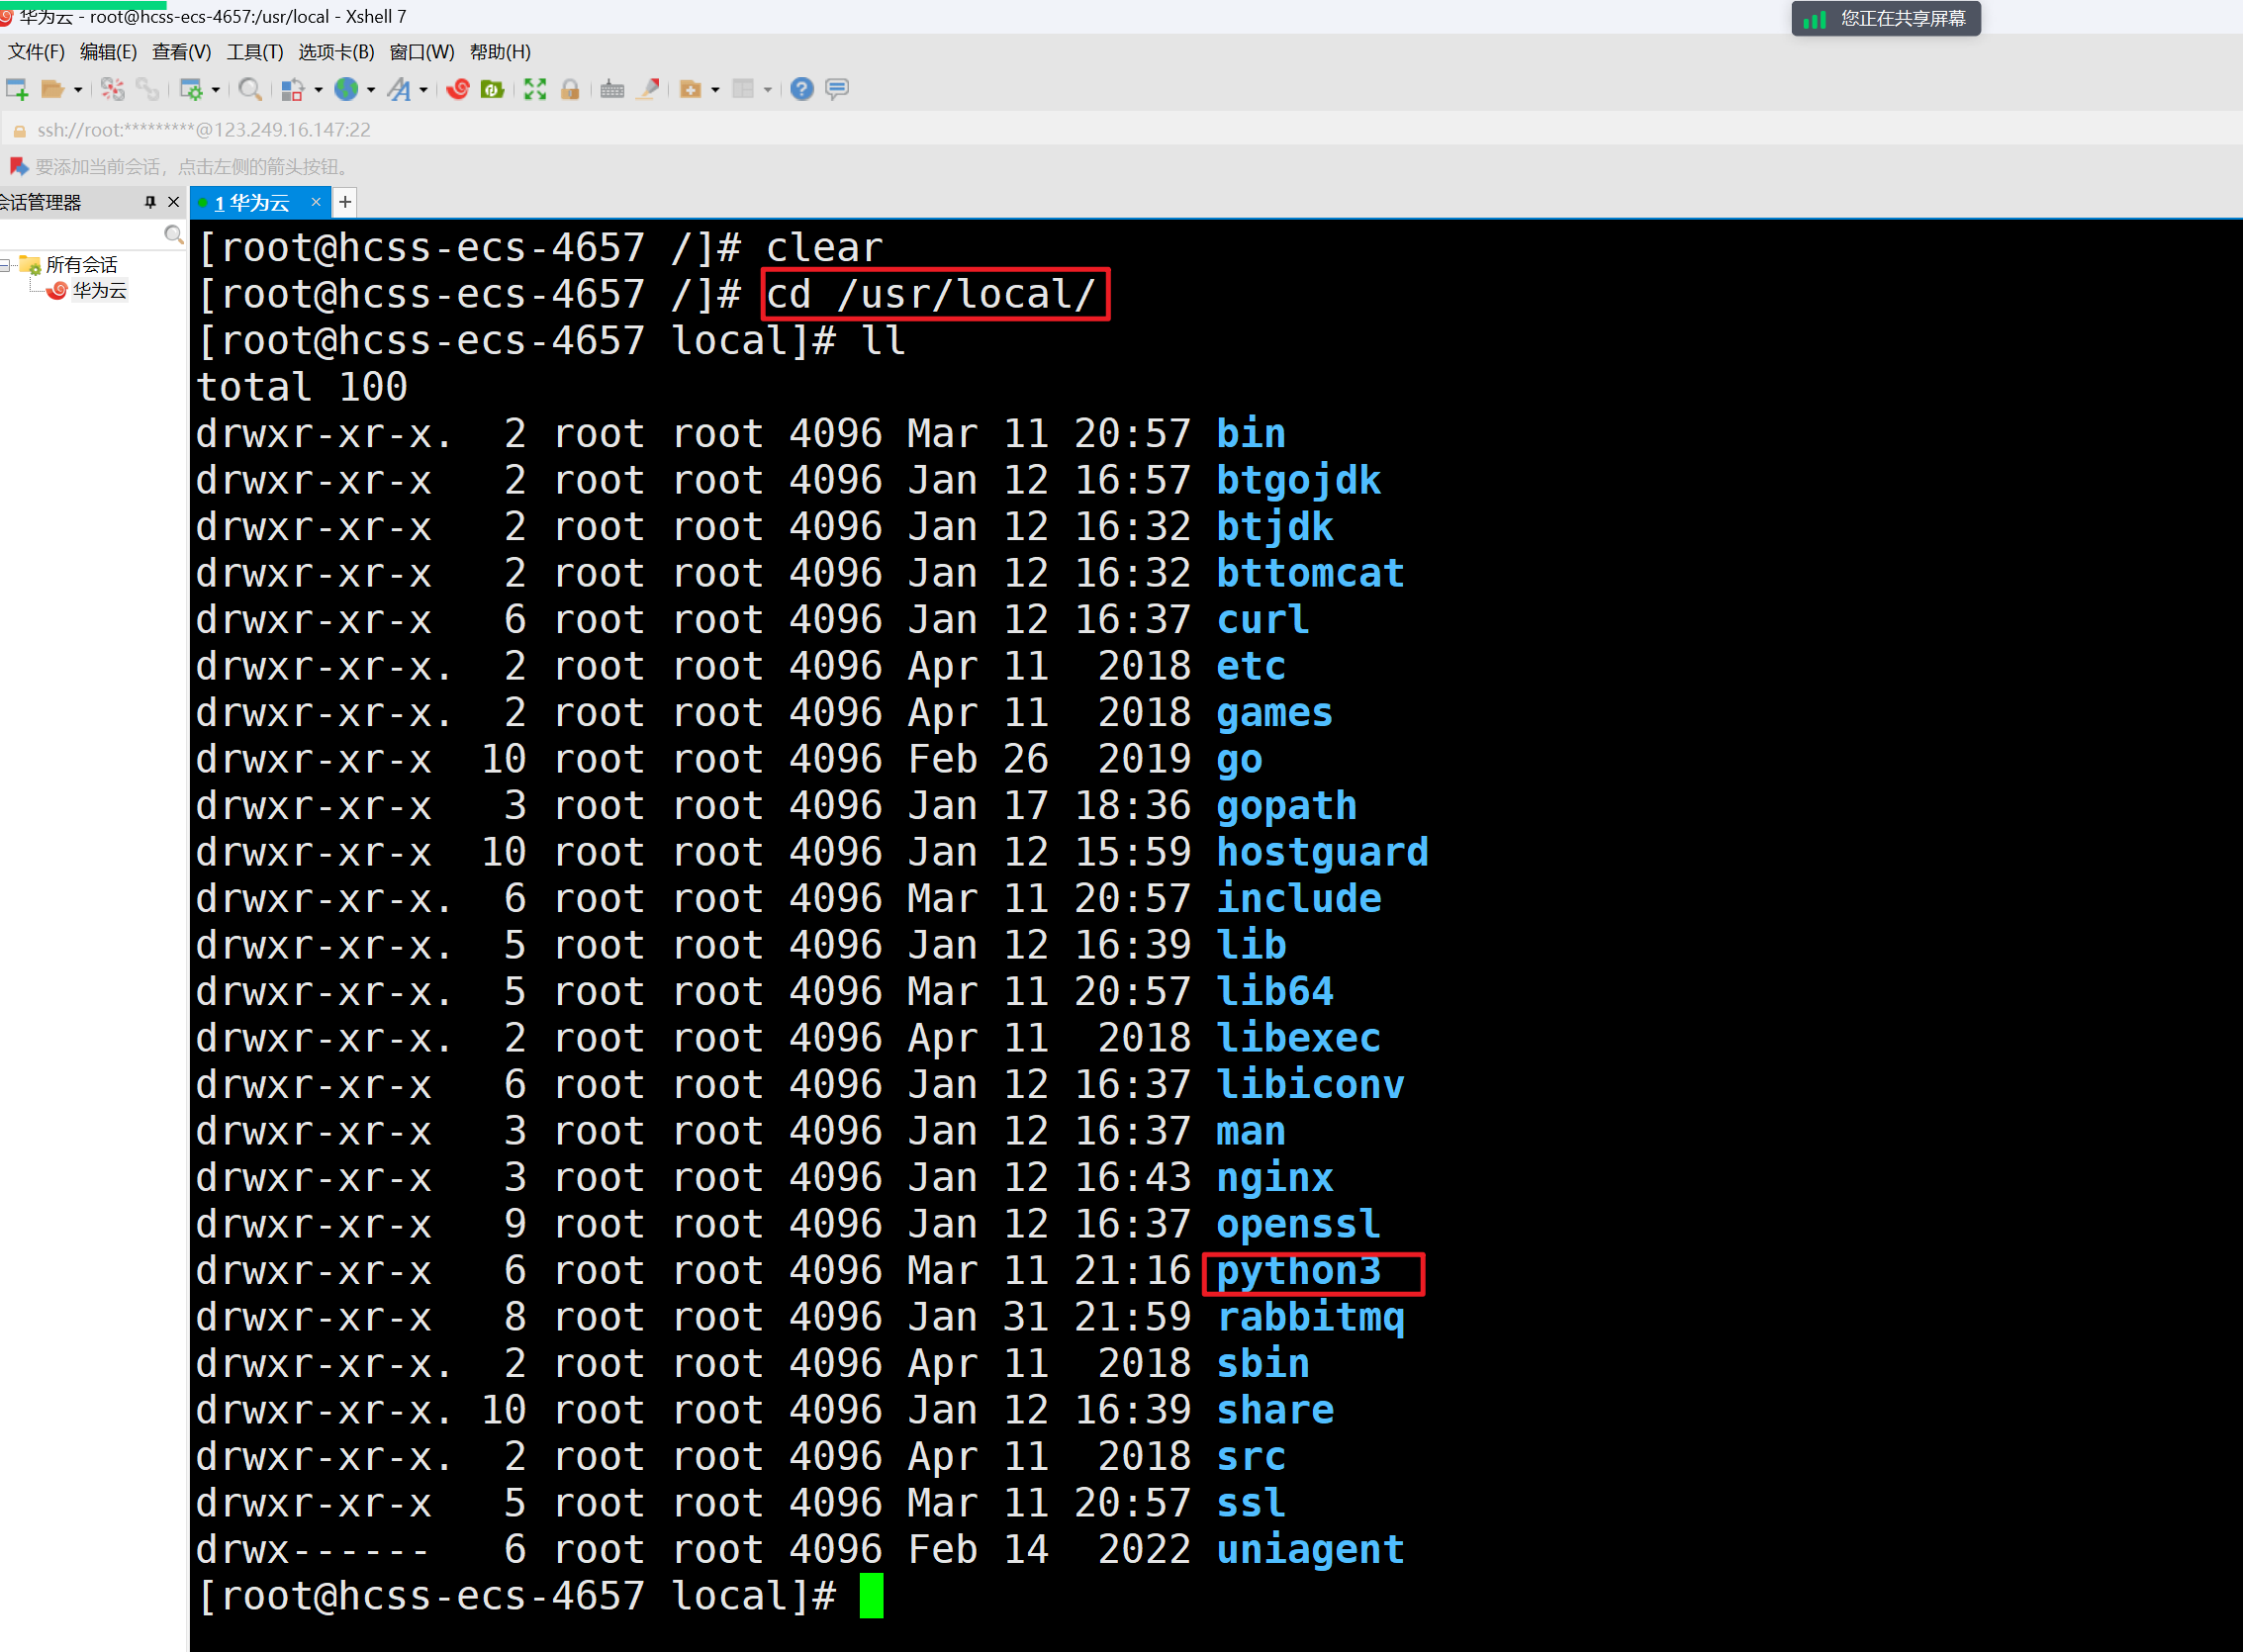 华为云 - root@hcss-ecs-4657:/usr/local - Xshell 7
您正在共享屏幕
文件(F) 编辑(E) 查看(V) 工具(T) 选项卡(B) 窗口(W) 帮助(H)
ssh://root:*********@123.249.16.147:22
要添加当前会话，点击左侧的箭头按钮。
会话管理器
1 华为云 × +
所有会话
华为云
[root@hcss-ecs-4657 /]# clear
[root@hcss-ecs-4657 /]# cd /usr/local/
[root@hcss-ecs-4657 local]# ll
total 100
drwxr-xr-x.  2 root root 4096 Mar 11 20:57 bin
drwxr-xr-x   2 root root 4096 Jan 12 16:57 btgojdk
drwxr-xr-x   2 root root 4096 Jan 12 16:32 btjdk
drwxr-xr-x   2 root root 4096 Jan 12 16:32 bttomcat
drwxr-xr-x   6 root root 4096 Jan 12 16:37 curl
drwxr-xr-x.  2 root root 4096 Apr 11  2018 etc
drwxr-xr-x.  2 root root 4096 Apr 11  2018 games
drwxr-xr-x  10 root root 4096 Feb 26  2019 go
drwxr-xr-x   3 root root 4096 Jan 17 18:36 gopath
drwxr-xr-x  10 root root 4096 Jan 12 15:59 hostguard
drwxr-xr-x.  6 root root 4096 Mar 11 20:57 include
drwxr-xr-x.  5 root root 4096 Jan 12 16:39 lib
drwxr-xr-x.  5 root root 4096 Mar 11 20:57 lib64
drwxr-xr-x.  2 root root 4096 Apr 11  2018 libexec
drwxr-xr-x   6 root root 4096 Jan 12 16:37 libiconv
drwxr-xr-x   3 root root 4096 Jan 12 16:37 man
drwxr-xr-x   3 root root 4096 Jan 12 16:43 nginx
drwxr-xr-x   9 root root 4096 Jan 12 16:37 openssl
drwxr-xr-x   6 root root 4096 Mar 11 21:16 python3
drwxr-xr-x   8 root root 4096 Jan 31 21:59 rabbitmq
drwxr-xr-x.  2 root root 4096 Apr 11  2018 sbin
drwxr-xr-x. 10 root root 4096 Jan 12 16:39 share
drwxr-xr-x.  2 root root 4096 Apr 11  2018 src
drwxr-xr-x   5 root root 4096 Mar 11 20:57 ssl
drwx------   6 root root 4096 Feb 14  2022 uniagent
[root@hcss-ecs-4657 local]#